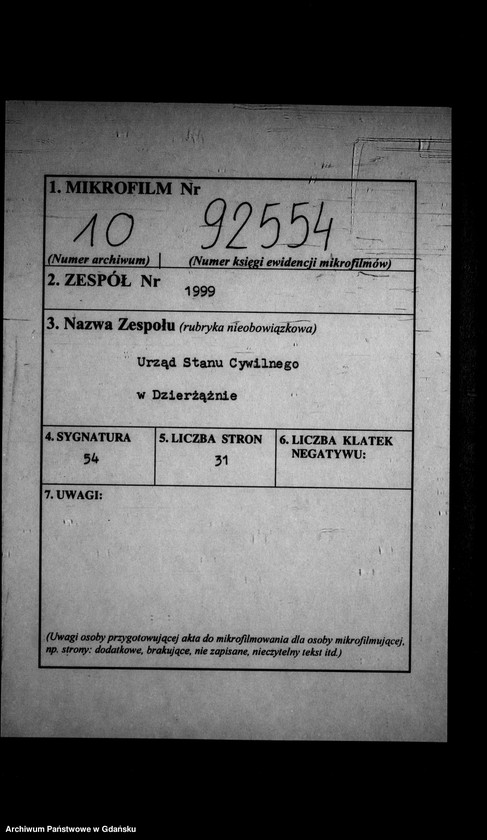 1. MIKROFILM Nr
10 92554
(Numer archiwum) (Numer księgi ewidencji mikrofilmów)
2. ZESPÓŁ Nr
1999
3. Nazwa Zespołu (rubryka nieobowiązkowa)
Urząd Stanu Cywilnego
w Dzierżążnie
4. SYGNATURA 5. LICZBA STRON 6. LICZBA KLATEK
NEGATYWU:
54 31
7. UWAGI:
(Uwagi osoby przygotowującej akta do mikrofilmowania dla osoby mikrofilmującej,
np. strony: dodatkowe, brakujące, nie zapisane, nieczytelny tekst itd.)
Archiwum Państwowe w Gdańsku